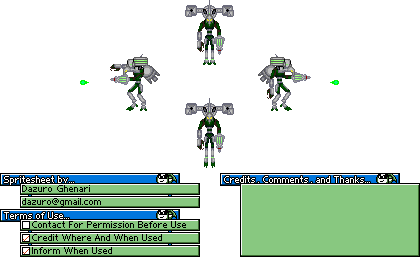 Spritesheet by...
Dazuro Ghenari
dazuro@gmail.com
Terms of Use...
Contact For Permission Before Use
Credit Where And When Used
Inform When Used
Credits, Comments, and Thanks...